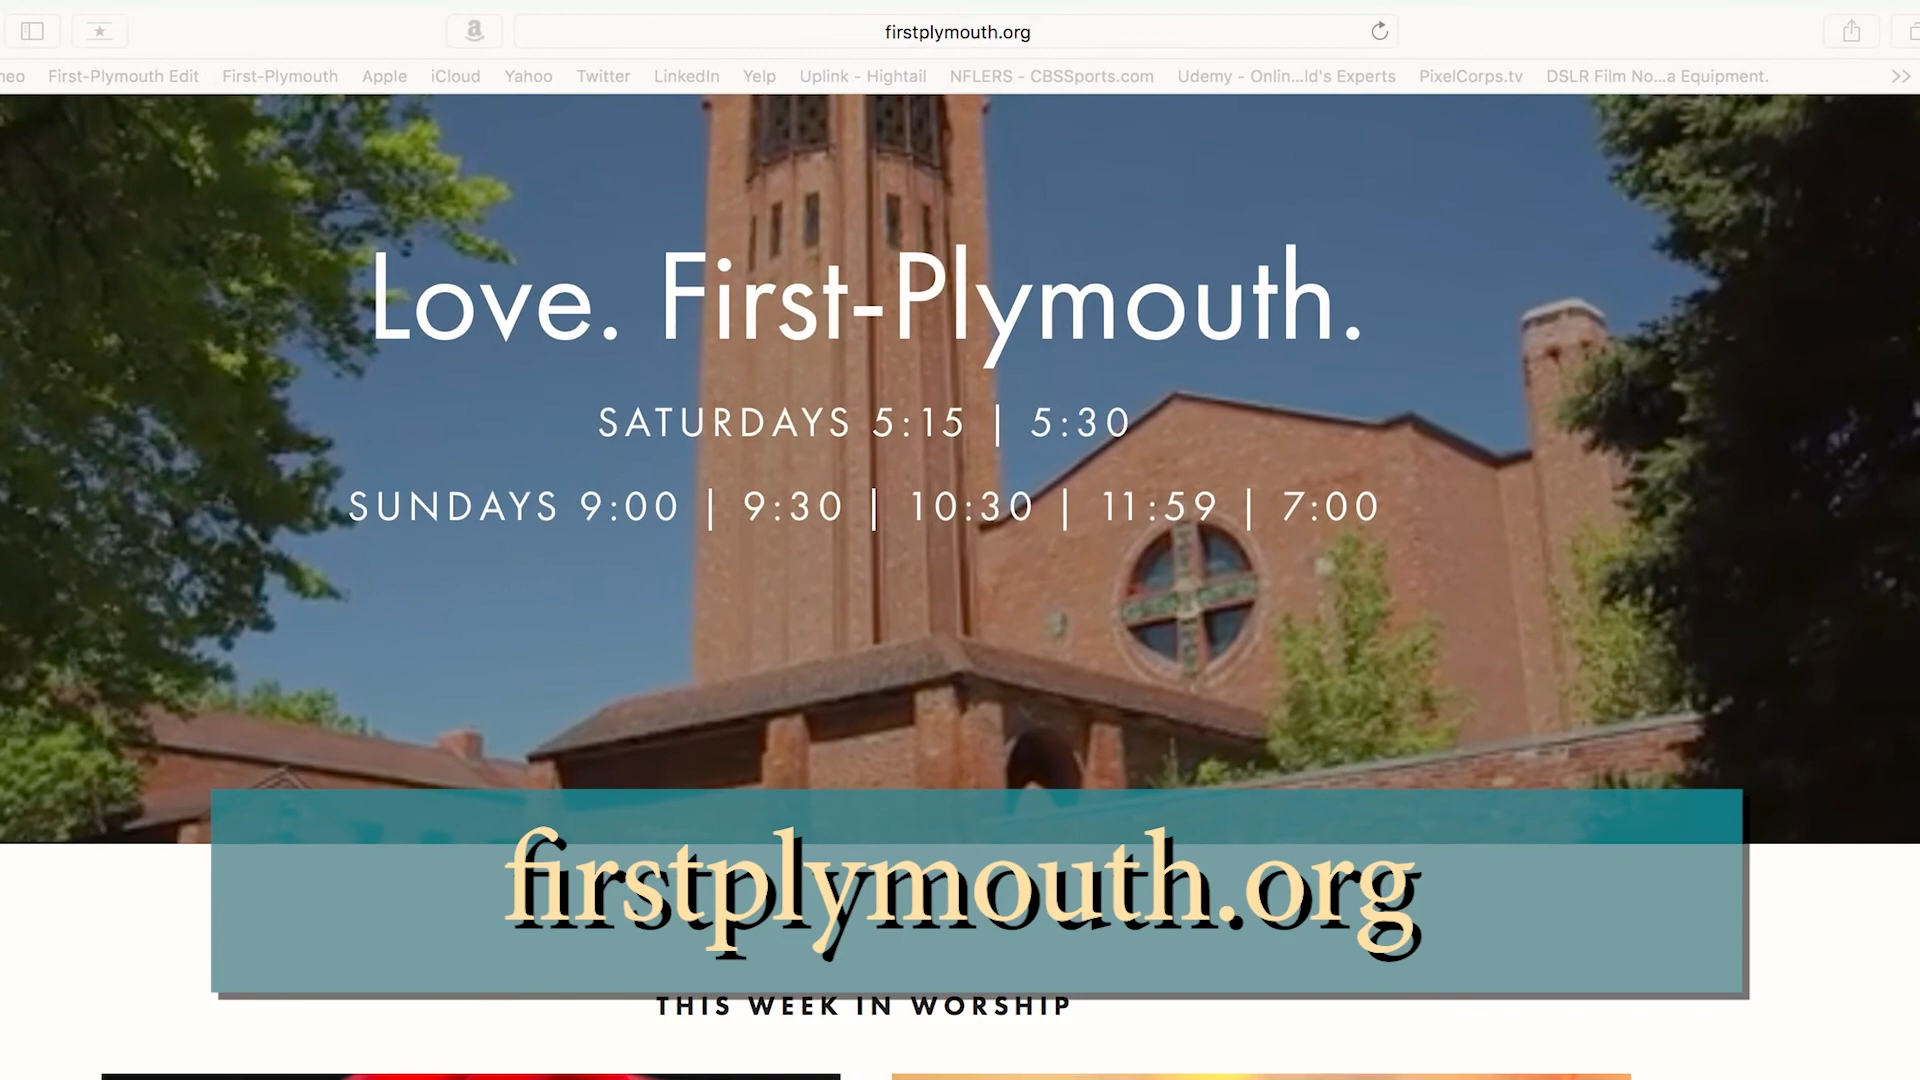 firstplymouth.org
neo First-Plymouth Edit First-Plymouth Apple iCloud Yahoo Twitter LinkedIn Yelp Uplink - Hightail NFLERS - CBSSports.com Udemy - Onlin...ld's Experts PixelCorps.tv DSLR Film No...a Equipment. >>
Love. First-Plymouth.
SATURDAYS 5:15 | 5:30
SUNDAYS 9:00 | 9:30 | 10:30 | 11:59 | 7:00
firstplymouth.org
THIS WEEK IN WORSHIP